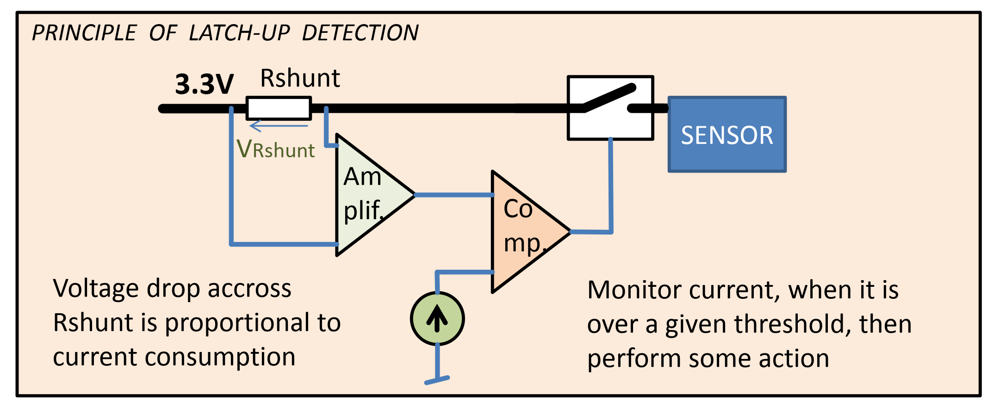 PRINCIPLE OF LATCH-UP DETECTION
3.3V
Rshunt
VRshunt
SENSOR
Am
plif.
Co
mp.
Voltage drop accross
Rshunt is proportional to
current consumption
Monitor current, when it is
over a given threshold, then
perform some action